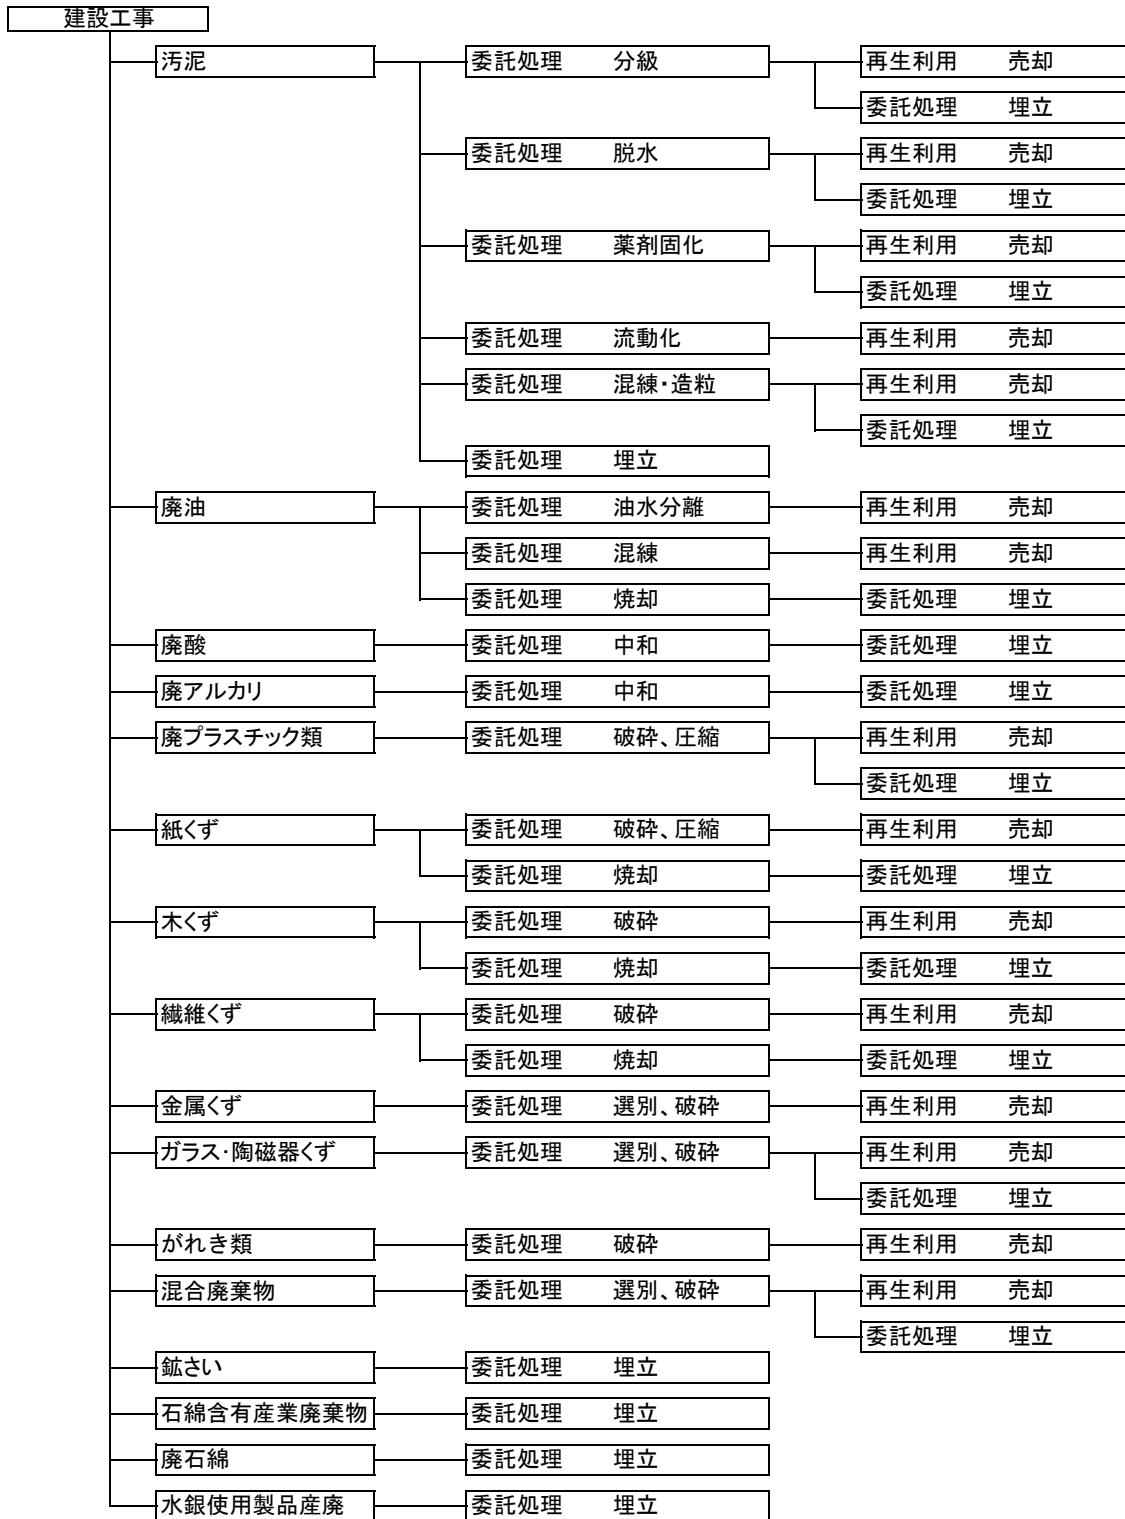 建設工事
汚泥 委託処理 分級 再生利用 売却
委託処理 埋立
委託処理 脱水 再生利用 売却
委託処理 埋立
委託処理 薬剤固化 再生利用 売却
委託処理 埋立
委託処理 流動化 再生利用 売却
委託処理 混練・造粒 再生利用 売却
委託処理 埋立
委託処理 埋立
廃油 委託処理 油水分離 再生利用 売却
委託処理 混練 再生利用 売却
委託処理 焼却 委託処理 埋立
廃酸 委託処理 中和 委託処理 埋立
廃アルカリ 委託処理 中和 委託処理 埋立
廃プラスチック類 委託処理 破砕、圧縮 再生利用 売却
委託処理 埋立
紙くず 委託処理 破砕、圧縮 再生利用 売却
委託処理 焼却 委託処理 埋立
木くず 委託処理 破砕 再生利用 売却
委託処理 焼却 委託処理 埋立
繊維くず 委託処理 破砕 再生利用 売却
委託処理 焼却 委託処理 埋立
金属くず 委託処理 選別、破砕 再生利用 売却
ガラス・陶磁器くず 委託処理 選別、破砕 再生利用 売却
委託処理 埋立
がれき類 委託処理 破砕 再生利用 売却
混合廃棄物 委託処理 選別、破砕 再生利用 売却
委託処理 埋立
鉱さい 委託処理 埋立
石綿含有産業廃棄物 委託処理 埋立
廃石綿 委託処理 埋立
水銀使用製品産廃 委託処理 埋立